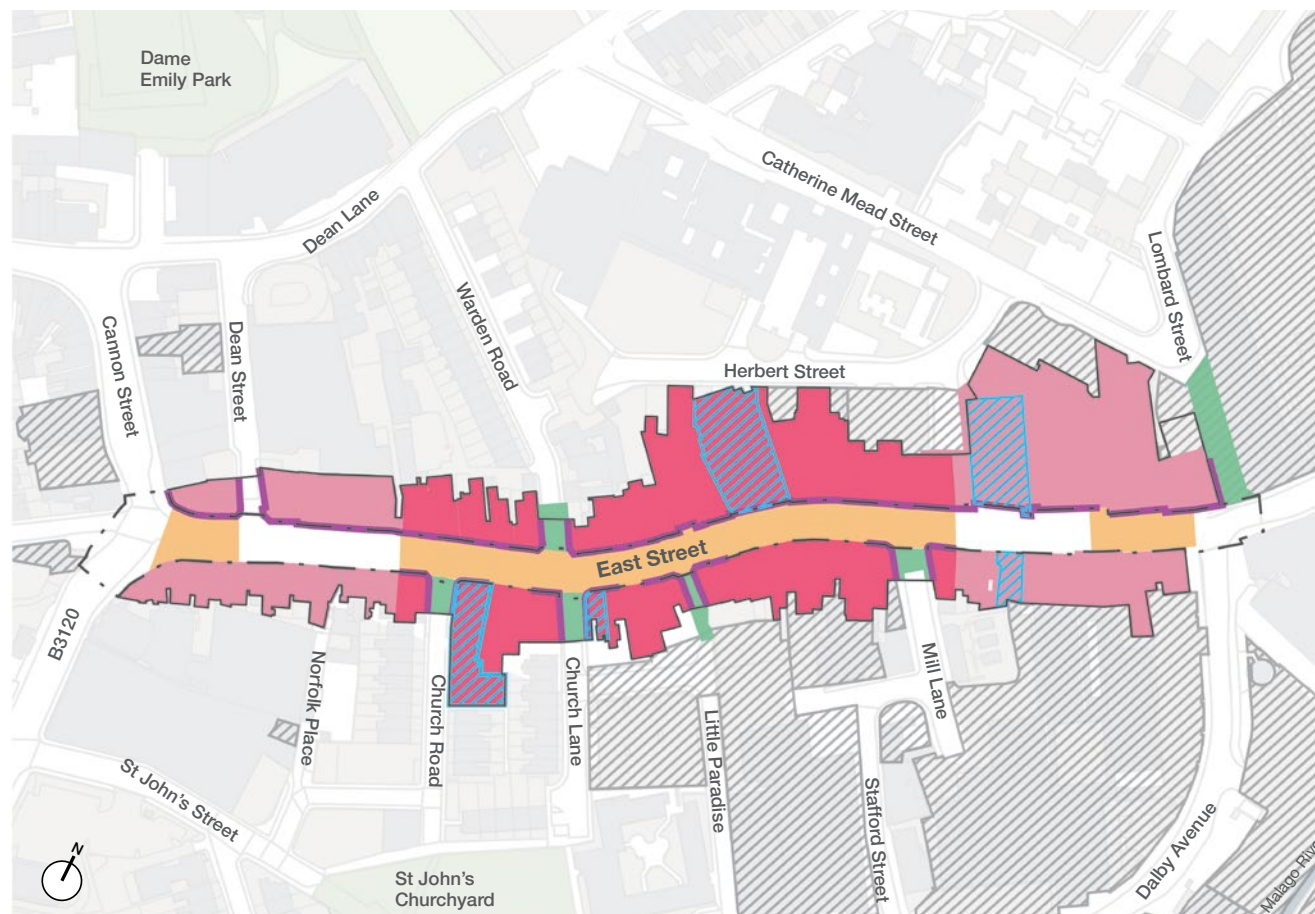 Dame
Emily Park
Dean Lane
Catherine Mead Street
Lombard Street
Cannon Street
Dean Street
Warden Road
Herbert Street
East Street
B3120
Norfolk Place
Church Road
Church Lane
Little Paradise
Mill Lane
Stafford Street
St John's Street
Dalby Avenue
N
St John's
Churchyard